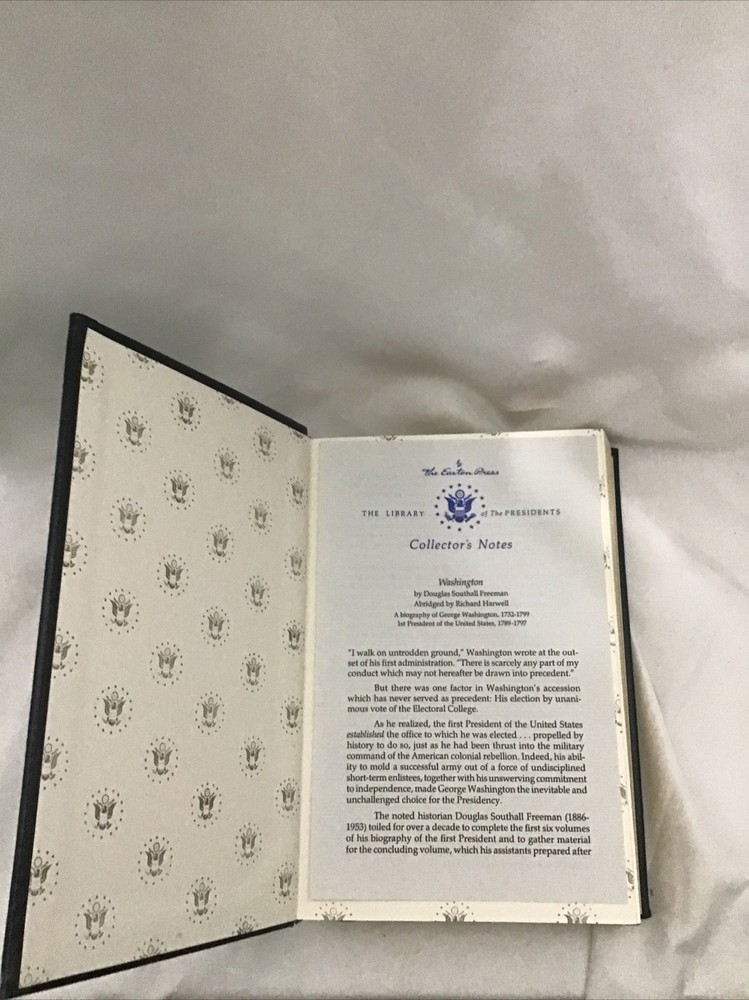 The Easton Press
THE LIBRARY of The PRESIDENTS
Collector's Notes
Washington
by Douglas Southall Freeman
Abridged by Richard Harwell
A biography of George Washington, 1732-1799
1st President of the United States, 1789-1797
"I walk on untrodden ground," Washington wrote at the out-
set of his first administration. "There is scarcely any part of my
conduct which may not hereafter be drawn into precedent."
But there was one factor in Washington's accession
which has never served as precedent: His election by unani-
mous vote of the Electoral College.
As he realized, the first President of the United States
established the office to which he was elected . . . propelled by
history to do so, just as he had been thrust into the military
command of the American colonial rebellion. Indeed, his abil-
ity to mold a successful army out of a force of undisciplined
short-term enlistees, together with his unswerving commitment
to independence, made George Washington the inevitable and
unchallenged choice for the Presidency.
The noted historian Douglas Southall Freeman (1886-
1953) toiled for over a decade to complete the first six volumes
of his biography of the first President and to gather material
for the concluding volume, which his assistants prepared after